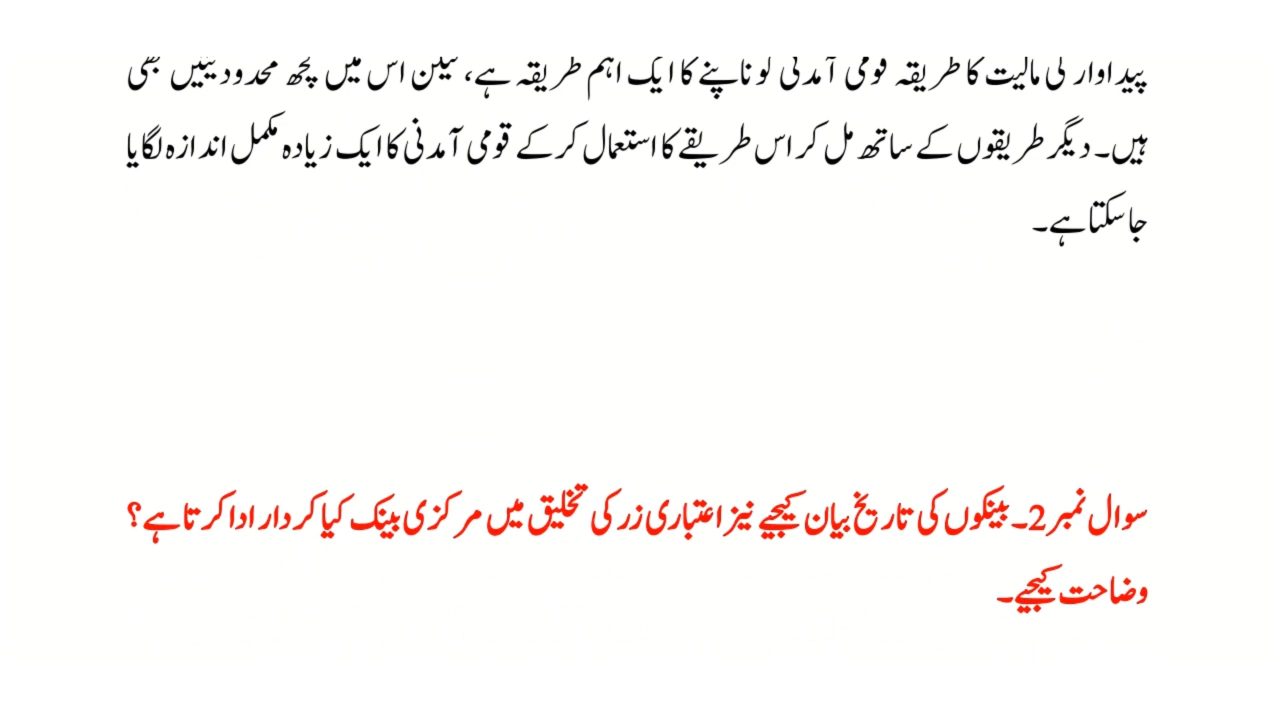 پیداوار کی مالیت کا طریقہ قومی آمدنی کو ناپنے کا ایک اہم طریقہ ہے، لیکن اس میں کچھ محدودیتیں بھی
ہیں۔ دیگر طریقوں کے ساتھ مل کر اس طریقے کا استعمال کرکے قومی آمدنی کا ایک زیادہ مکمل اندازہ لگایا
جا سکتا ہے۔
سوال نمبر 2۔ بینکوں کی تاریخ بیان کیجیے نیز اعتباری زر کی تخلیق میں مرکزی بینک کیا کردار ادا کرتا ہے؟
وضاحت کیجیے۔